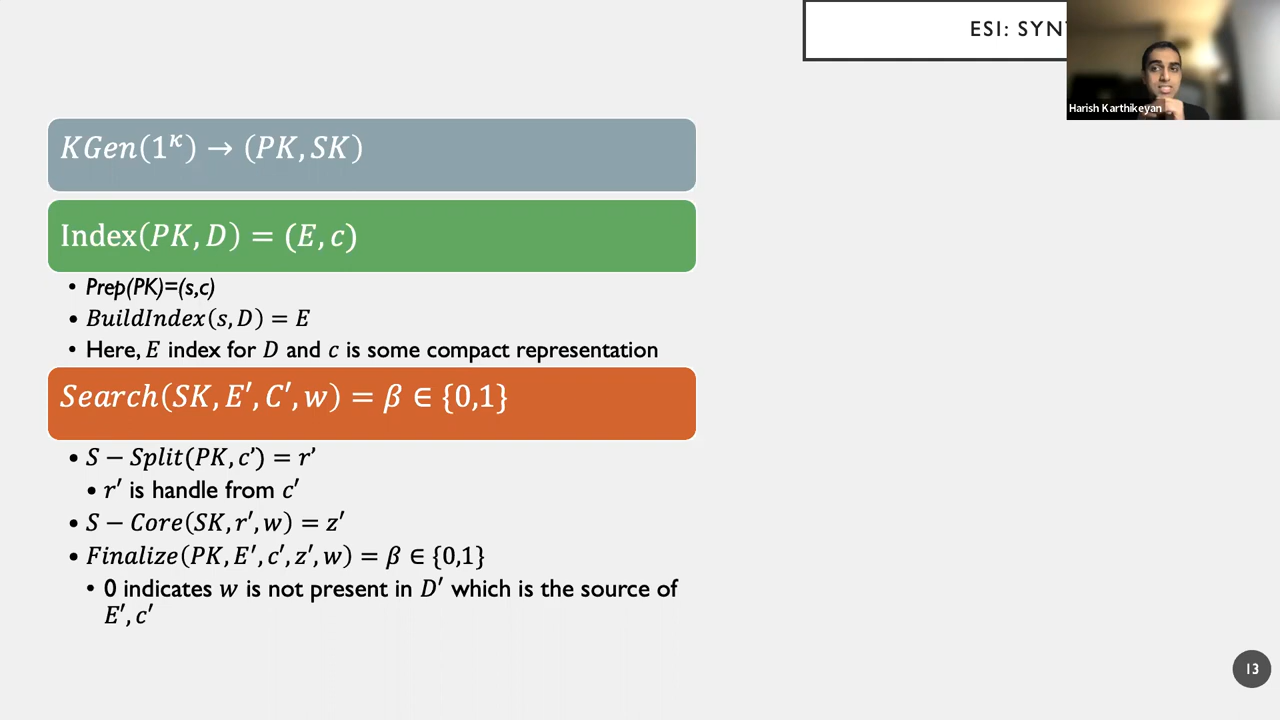 ESI: SYN
Harish Karthikeyan
KGen(1^κ) → (PK, SK)
Index(PK, D) = (E, c)
• Prep(PK)=(s,c)
• BuildIndex(s, D) = E
• Here, E index for D and c is some compact representation
Search(SK, E′, C′, w) = β ∈ {0,1}
• S − Split(PK, c’) = r’
• r′ is handle from c′
• S − Core(SK, r′, w) = z′
• Finalize(PK, E′, c′, z′, w) = β ∈ {0,1}
• 0 indicates w is not present in D′ which is the source of
E′, c′
13